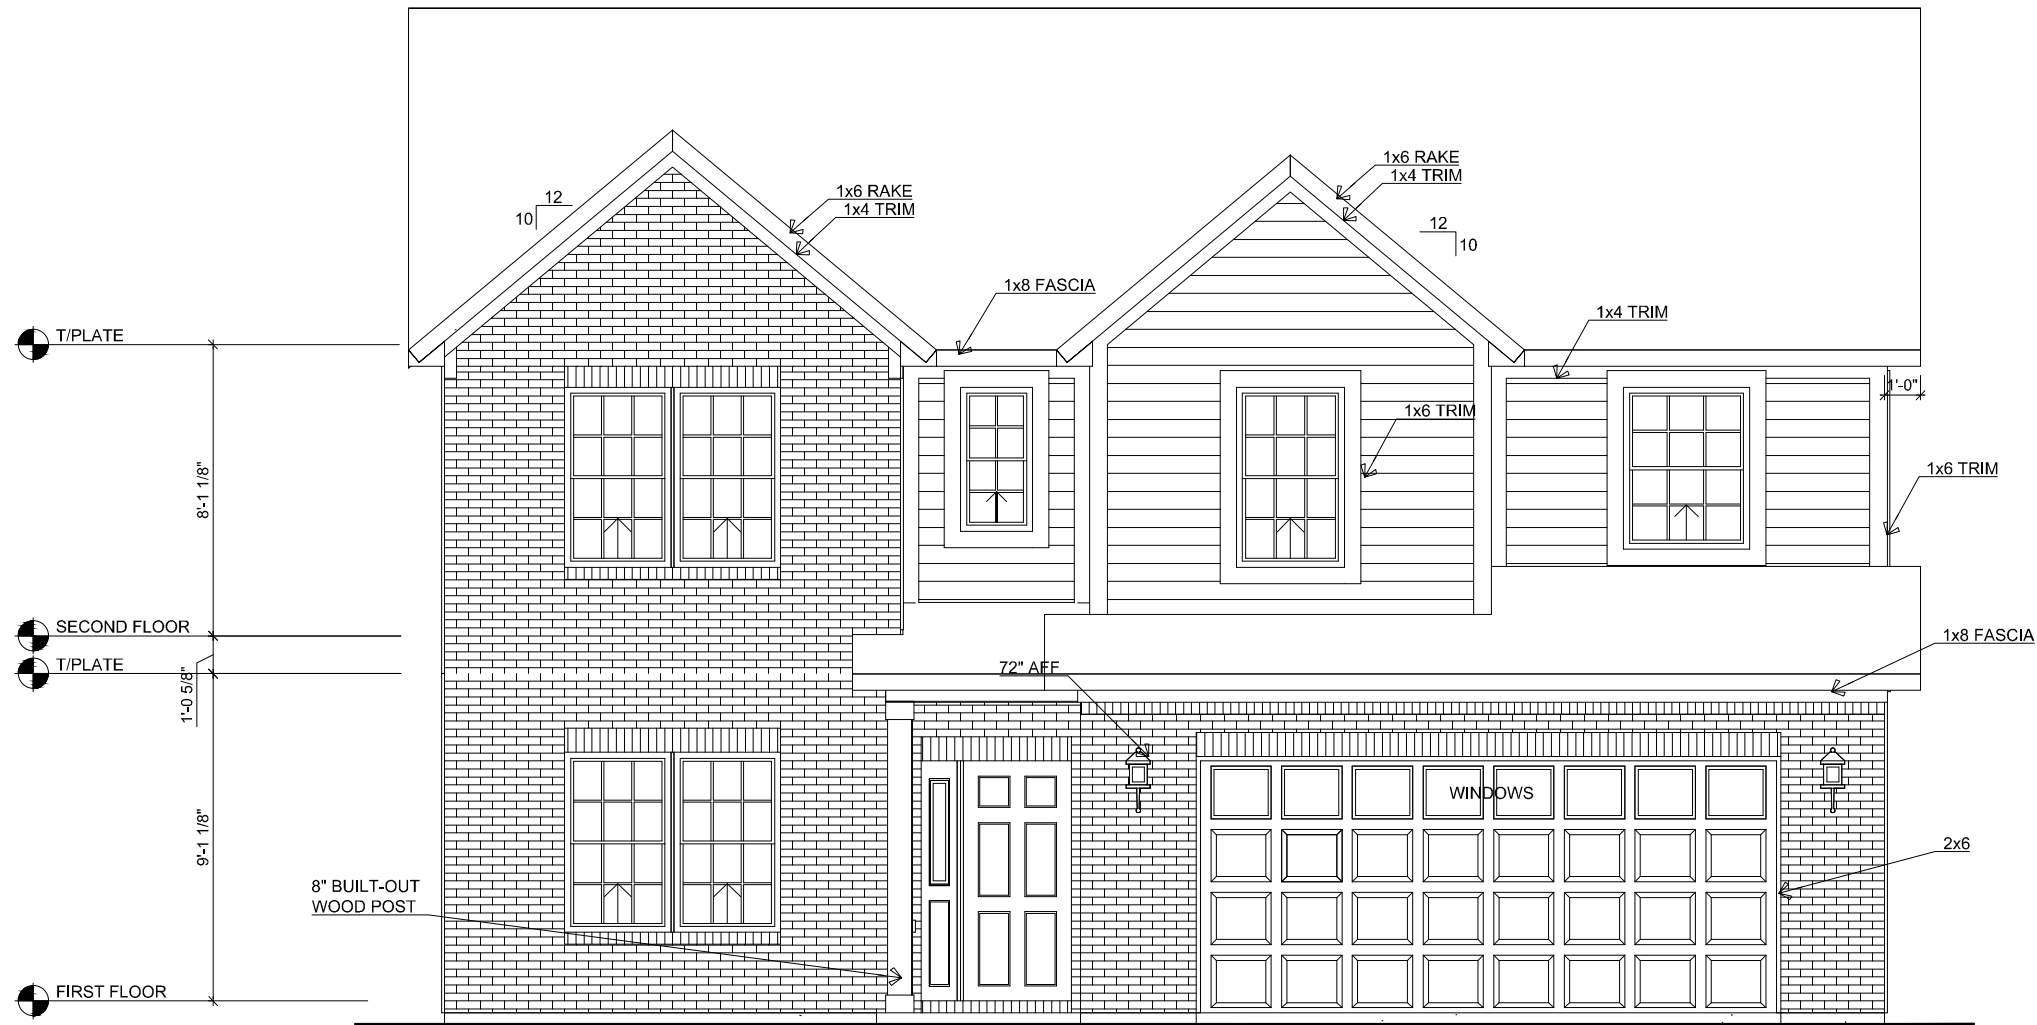 1x6 RAKE
1x4 TRIM
12
10
1x6 RAKE
1x4 TRIM
12
10
1x8 FASCIA
1x4 TRIM
T/PLATE
1'-0"
1x6 TRIM
1x6 TRIM
8'-1 1/8"
SECOND FLOOR
T/PLATE
1'-0 5/8"
72" AFF
1x8 FASCIA
WINDOWS
9'-1 1/8"
2x6
8" BUILT-OUT
WOOD POST
FIRST FLOOR